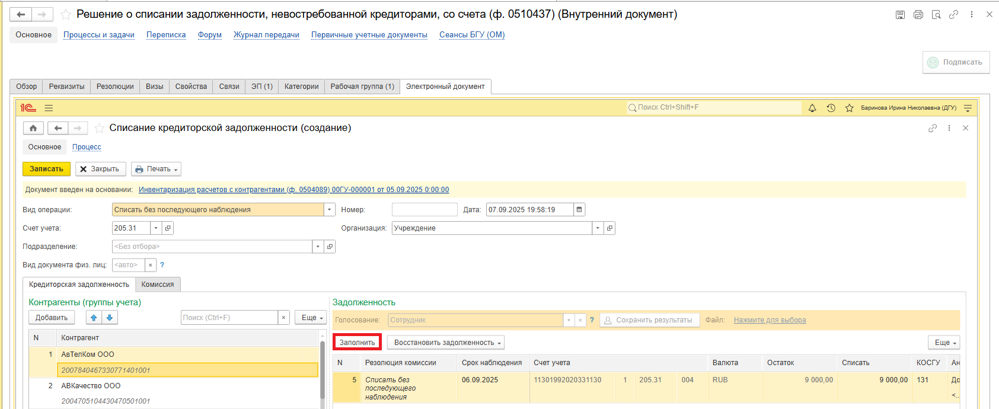 Решение о списании задолженности, невостребованной кредиторами, со счета (ф. 0510437) (Внутренний документ)
Основное Процессы и задачи Переписка Форум Журнал передачи Первичные учетные документы Сеансы БГУ (ОМ)
Подписать
Обзор Реквизиты Резолюции Визы Свойства Связи ЭП (1) Категории Рабочая группа (1) Электронный документ
1С Поиск Ctrl+Shift+F Баринова Ирина Николаевна (ДГУ)
Списание кредиторской задолженности (создание)
Основное Процесс
Записать Закрыть Печать
Документ введен на основании: Инвентаризация расчетов с контрагентами (ф. 0504089) 00ГУ-000001 от 05.09.2025 0:00:00
Вид операции: Списать без последующего наблюдения Номер: Дата: 07.09.2025 19:58:19
Счет учета: 205.31 Организация: Учреждение
Подразделение: <Без отбора>
Вид документа физ. лиц: <авто> × ?
Кредиторская задолженность Комиссия
Контрагенты (группы учета) Задолженность
Добавить Поиск (Ctrl+F) × Еще Голосование: Сотрудник × ? Сохранить результаты Файл: Нажмите для выбора
Заполнить Восстановить задолженность Еще
N Контрагент
N Резолюция комиссии Срок наблюдения Счет учета Валюта Остаток Списать КОСГУ Ан
1 АвТелКом ООО
2007840467330771401001
5 Списать без 06.09.2025 11301992020331130 1 205.31 004 RUB 9 000,00 9 000,00 131 До
последующего
наблюдения <..
2 АВКачество ООО
2004705104430470501001